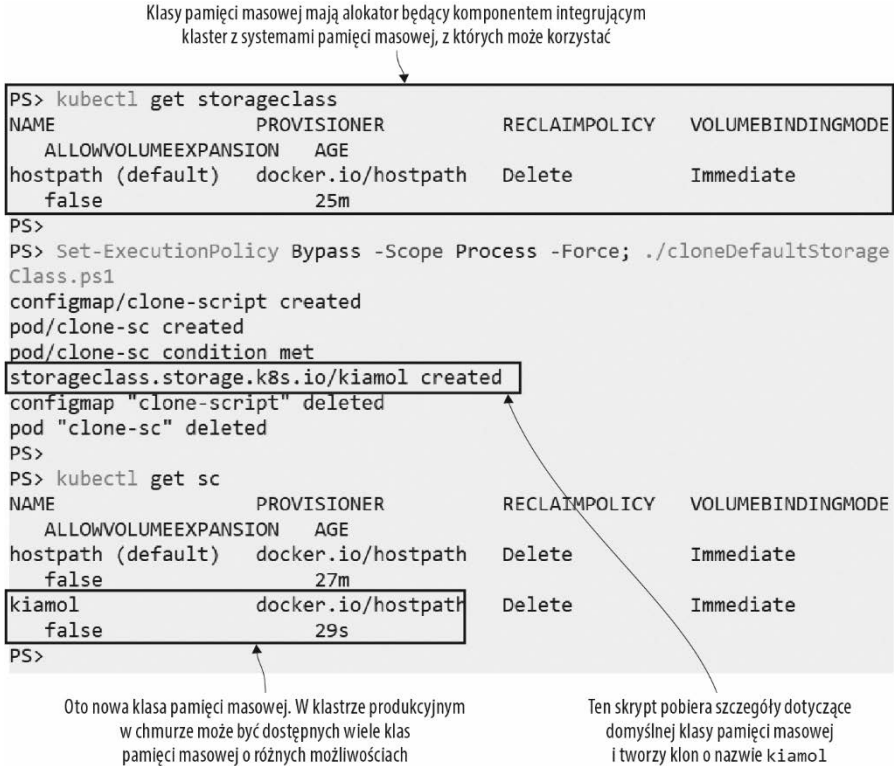 Klasy pamięci masowej mają alokator będący komponentem integrującym
klaster z systemami pamięci masowej, z których może korzystać
PS> kubectl get storageclass
NAME PROVISIONER RECLAIMPOLICY VOLUMEBINDINGMODE
ALLOWVOLUMEEXPANSION AGE
hostpath (default) docker.io/hostpath Delete Immediate
false 25m
PS>
PS> Set-ExecutionPolicy Bypass -Scope Process -Force; ./cloneDefaultStorage
Class.ps1
configmap/clone-script created
pod/clone-sc created
pod/clone-sc condition met
storageclass.storage.k8s.io/kiamol created
configmap "clone-script" deleted
pod "clone-sc" deleted
PS>
PS> kubectl get sc
NAME PROVISIONER RECLAIMPOLICY VOLUMEBINDINGMODE
ALLOWVOLUMEEXPANSION AGE
hostpath (default) docker.io/hostpath Delete Immediate
false 27m
kiamol docker.io/hostpath Delete Immediate
false 29s
PS>
Oto nowa klasa pamięci masowej. W klastrze produkcyjnym
w chmurze może być dostępnych wiele klas
pamięci masowej o różnych możliwościach
Ten skrypt pobiera szczegóły dotyczące
domyślnej klasy pamięci masowej
i tworzy klon o nazwie kiamol